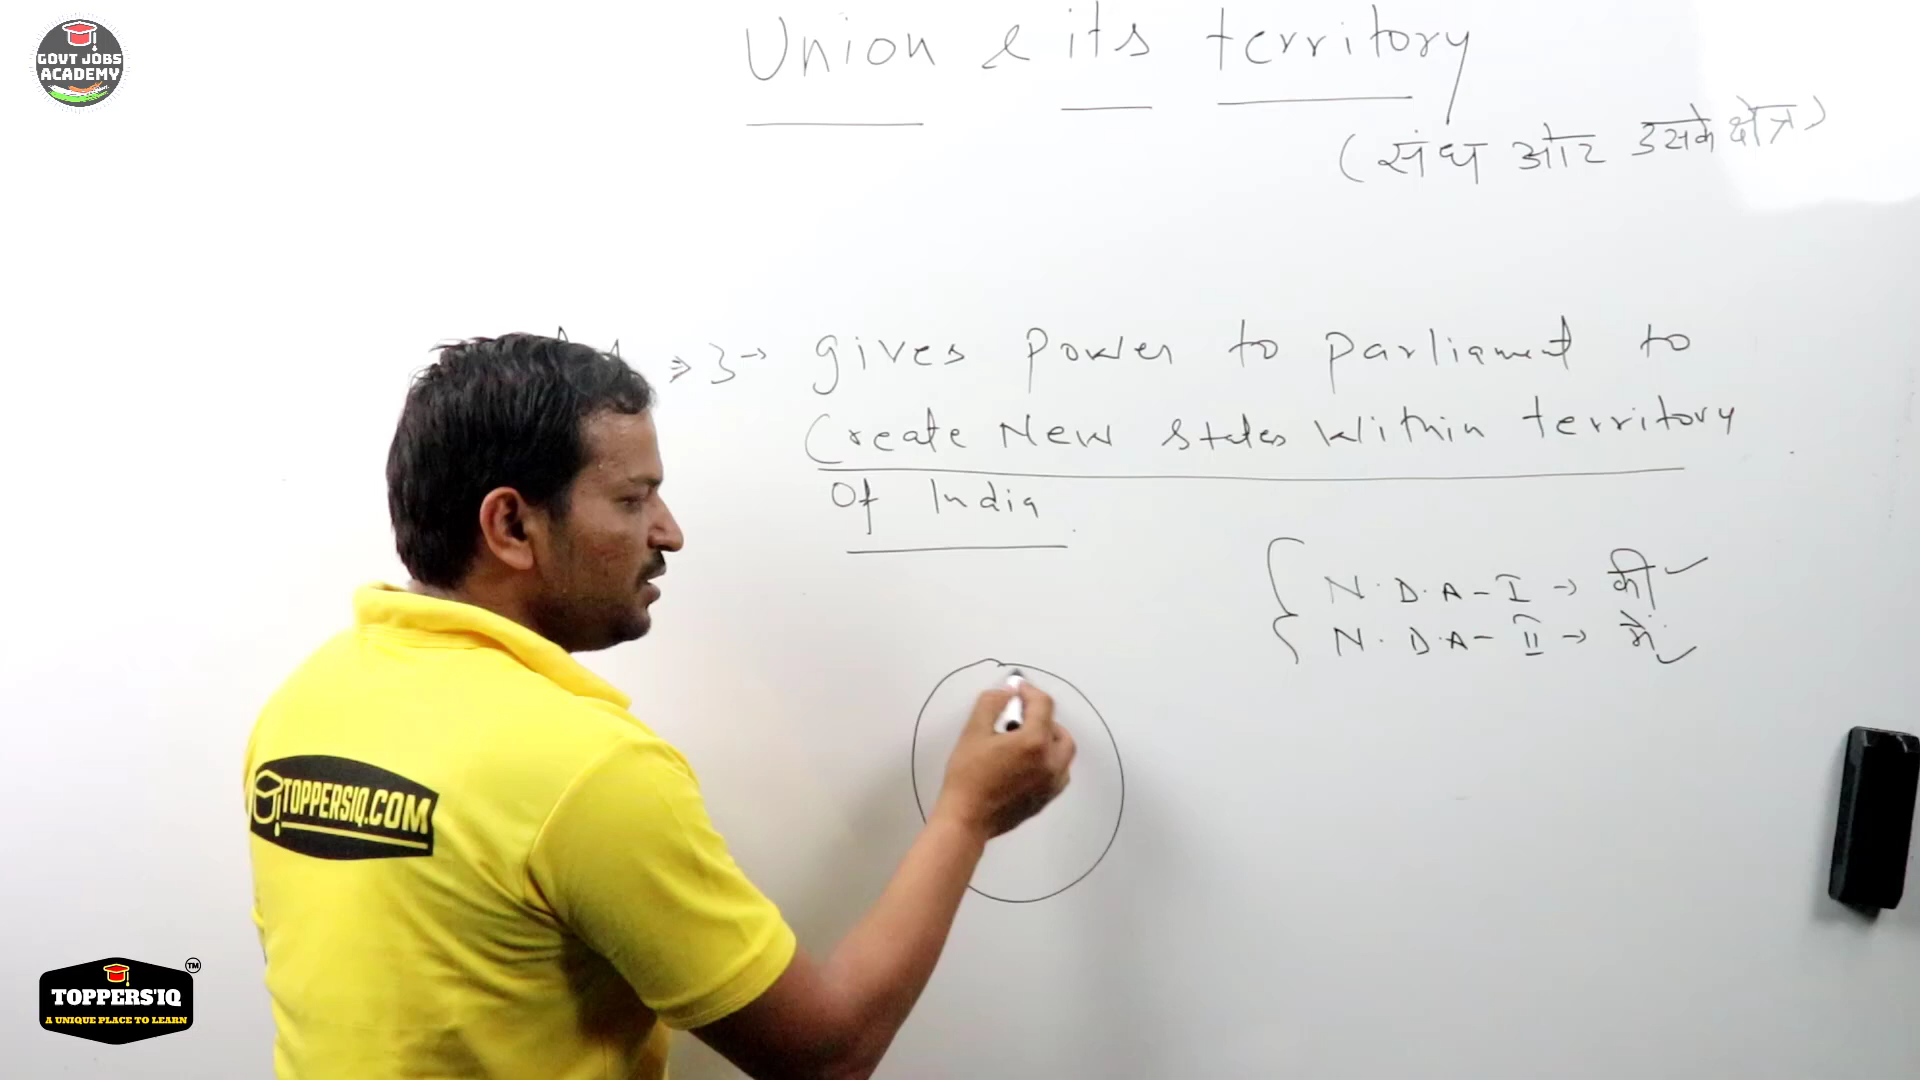 GOVT JOBS
ACADEMY
Union & its territory
(संघ और उसके क्षेत्र)
⇒ 3 → gives Power to Parliament to
Create New States Within territory
Of India
N.D.A - I → की ✓
N.D.A - II → में ✓
TOPPERSIQ.COM
TOPPERS'IQ TM
A UNIQUE PLACE TO LEARN